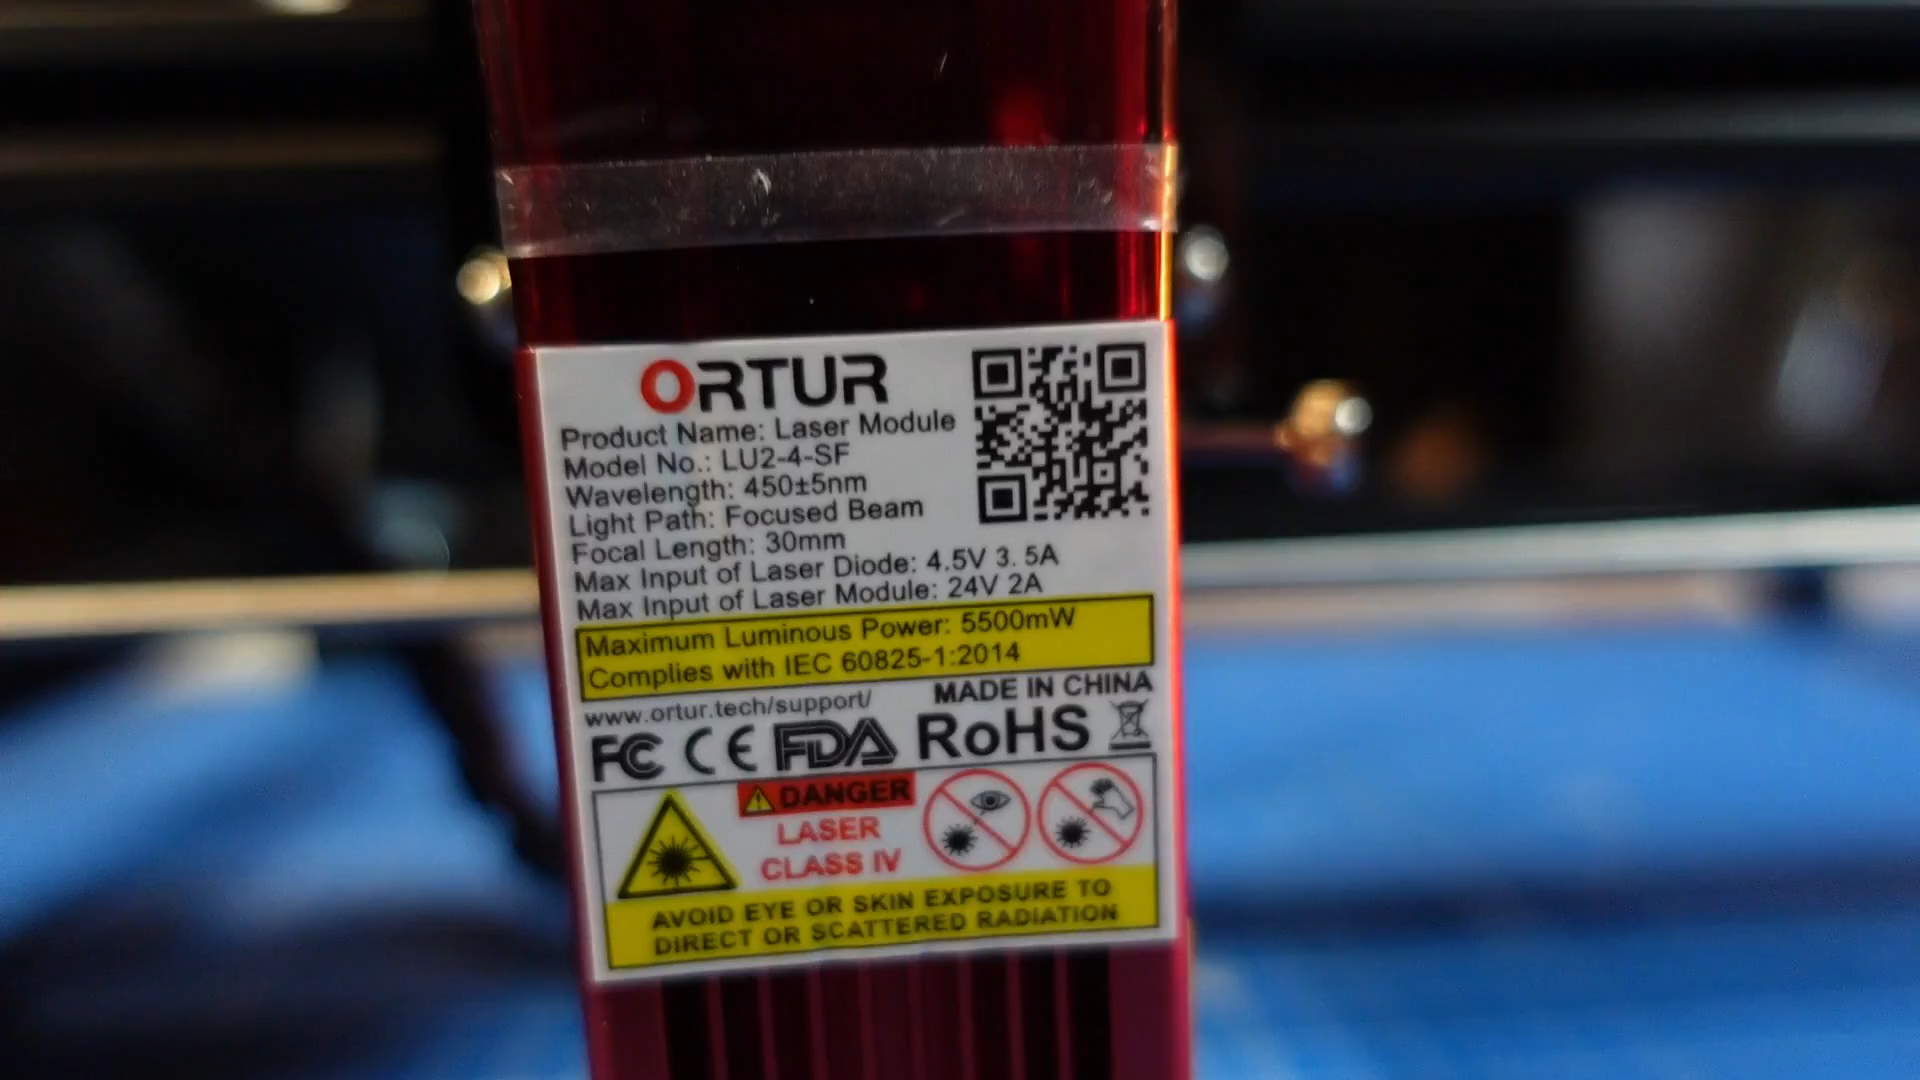 ORTUR
Product Name: Laser Module
Model No.: LU2-4-SF
Wavelength: 450±5nm
Light Path: Focused Beam
Focal Length: 30mm
Max Input of Laser Diode: 4.5V 3.5A
Max Input of Laser Module: 24V 2A
Maximum Luminous Power: 5500mW
Complies with IEC 60825-1:2014
www.ortur.tech/support/ MADE IN CHINA
FC CE FDA RoHS
DANGER
LASER
CLASS IV
AVOID EYE OR SKIN EXPOSURE TO
DIRECT OR SCATTERED RADIATION